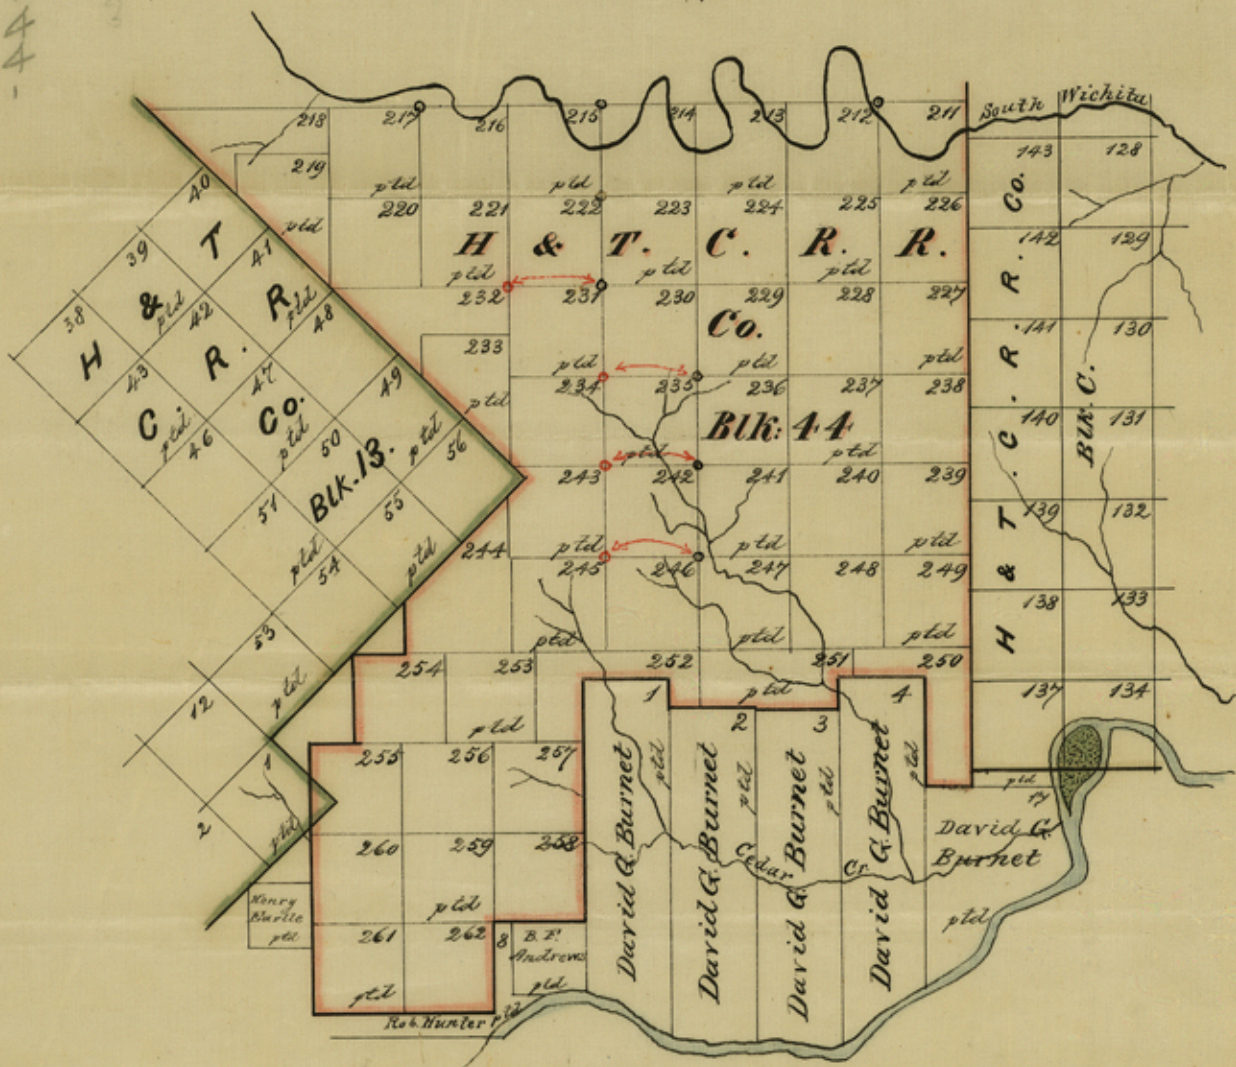 4
4
South Wichita
218 217 216 215 214 213 212 211
143 128
219
ptd ptd ptd ptd
40
220 221 222 223 224 225 226
ptd
142 129
H & T. C. R. R.
Co.
ptd ptd ptd
232 231 230 229 228 227
233
ptd ptd ptd
141 130
234 235 236 237 238
ptd
Blk: 44
ptd ptd
140 131
243 242 241 240 239
ptd ptd ptd
139 132
244
245 246 247 248 249
ptd ptd ptd
138 133
254 253 252 251 250
ptd ptd
137 134
255 256 257
260 259 258
ptd
261 262
ptd
H & T
C. R. R.
Co.
Blk. 13.
39 41
38 42 48
ptd ptd
43 47 49
ptd ptd ptd
46 50 56
51 55
ptd ptd
54
53
12 ptd
1
2 ptd
H & T. C. R. R. Co.
Blk C.
1 2 3 4
ptd ptd ptd ptd
David G. Burnet
David G. Burnet
David G. Burnet
David G. Burnet
Cedar Cr
ptd
17
David G.
Burnet
ptd
Henry
ptd
8 B. F.
Andrews
ptd
Rob. Hunter ptd